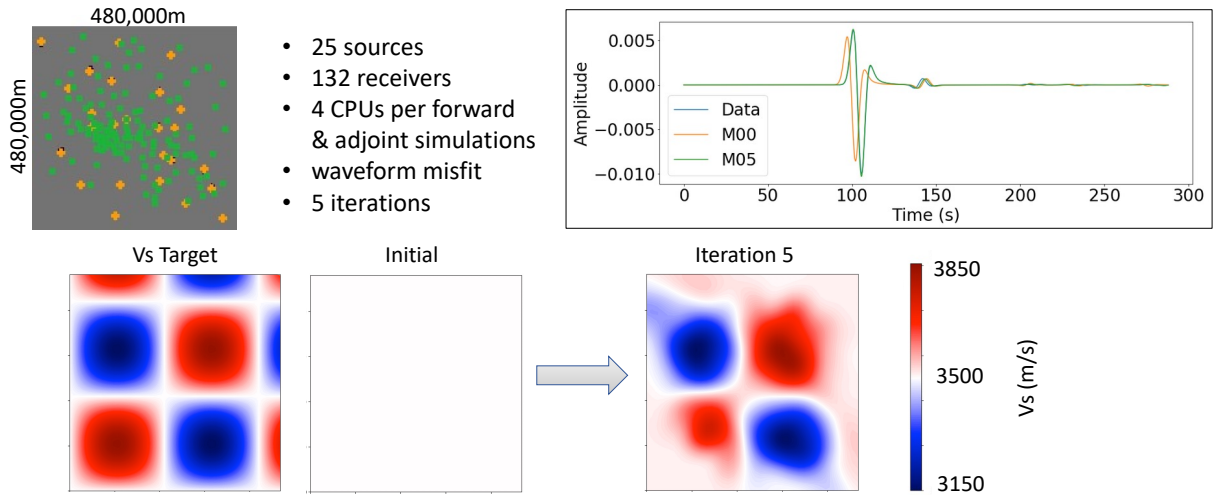 480,000m
480,000m
• 25 sources
• 132 receivers
• 4 CPUs per forward
& adjoint simulations
• waveform misfit
• 5 iterations
0.005
0.000
−0.005
−0.010
Amplitude
Data
M00
M05
0 50 100 150 200 250 300
Time (s)
Vs Target
Initial
Iteration 5
3850
3500
3150
Vs (m/s)